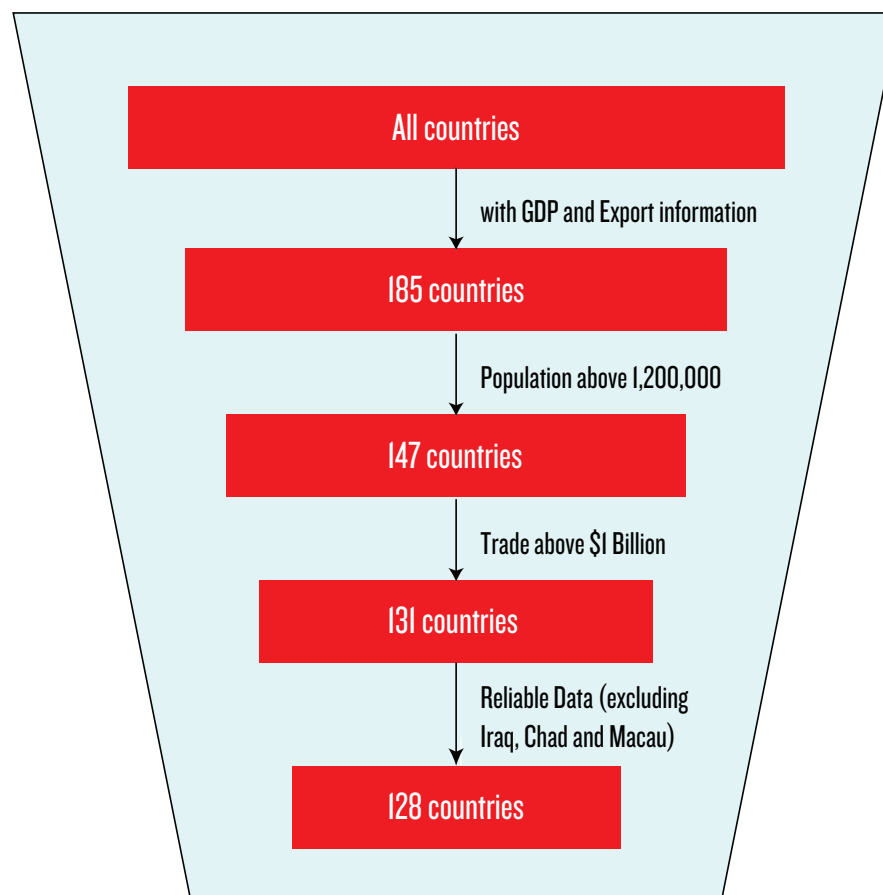 All countries
with GDP and Export information
185 countries
Population above 1,200,000
147 countries
Trade above $1 Billion
131 countries
Reliable Data (excluding
Iraq, Chad and Macau)
128 countries